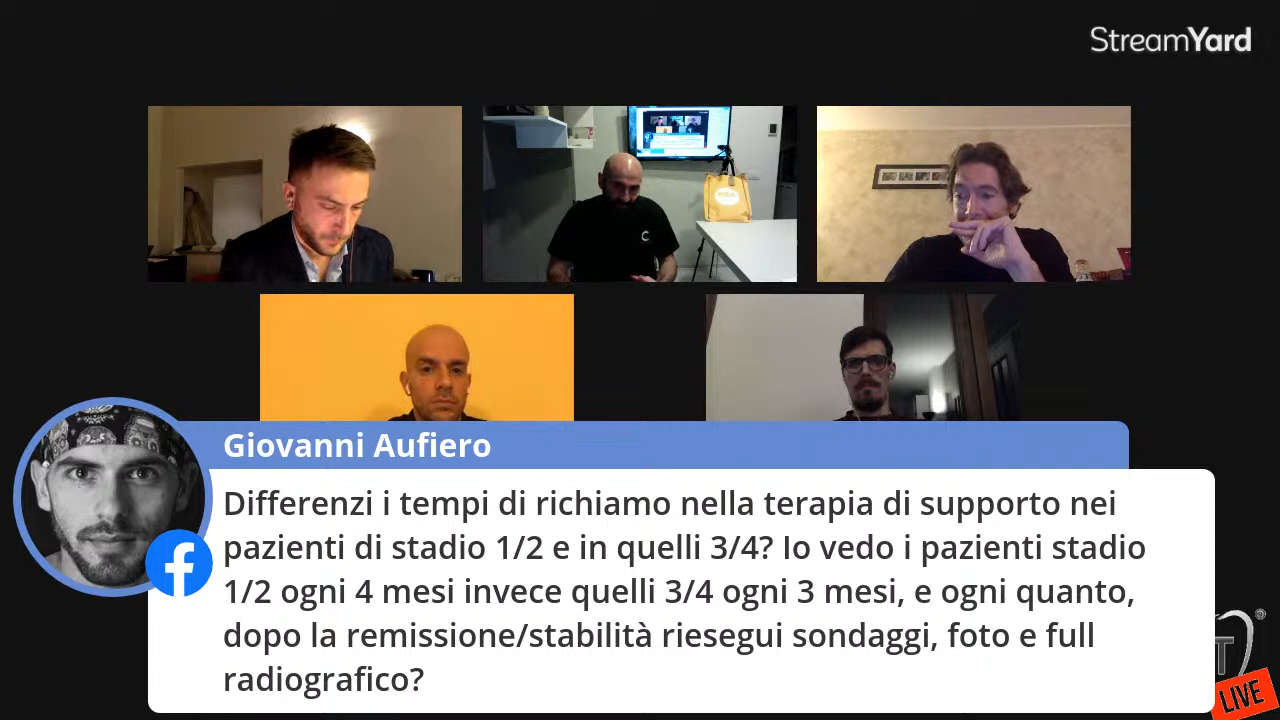 StreamYard
Giovanni Aufiero
Differenzi i tempi di richiamo nella terapia di supporto nei
pazienti di stadio 1/2 e in quelli 3/4? Io vedo i pazienti stadio
1/2 ogni 4 mesi invece quelli 3/4 ogni 3 mesi, e ogni quanto,
dopo la remissione/stabilità riesegui sondaggi, foto e full
radiografico?
T
®
LIVE